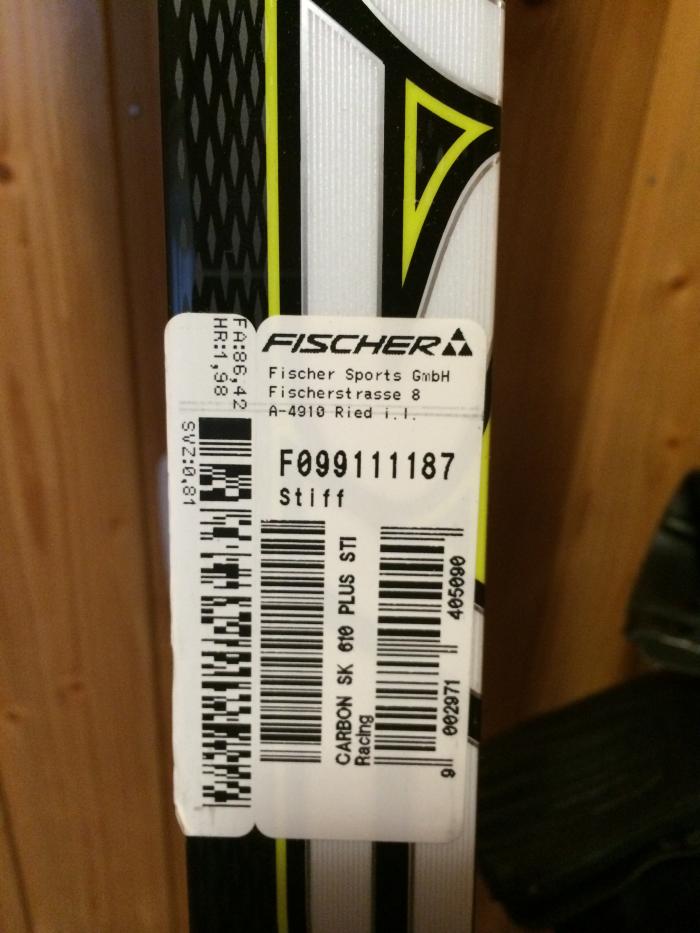 FA:86,42
HR:1,98
SVZ:0,81
FISCHER
Fischer Sports GmbH
Fischerstrasse 8
A-4910 Ried i.I.
F099111187
Stiff
CARBON SK 610 PLUS STI
Racing
9 002971 405090